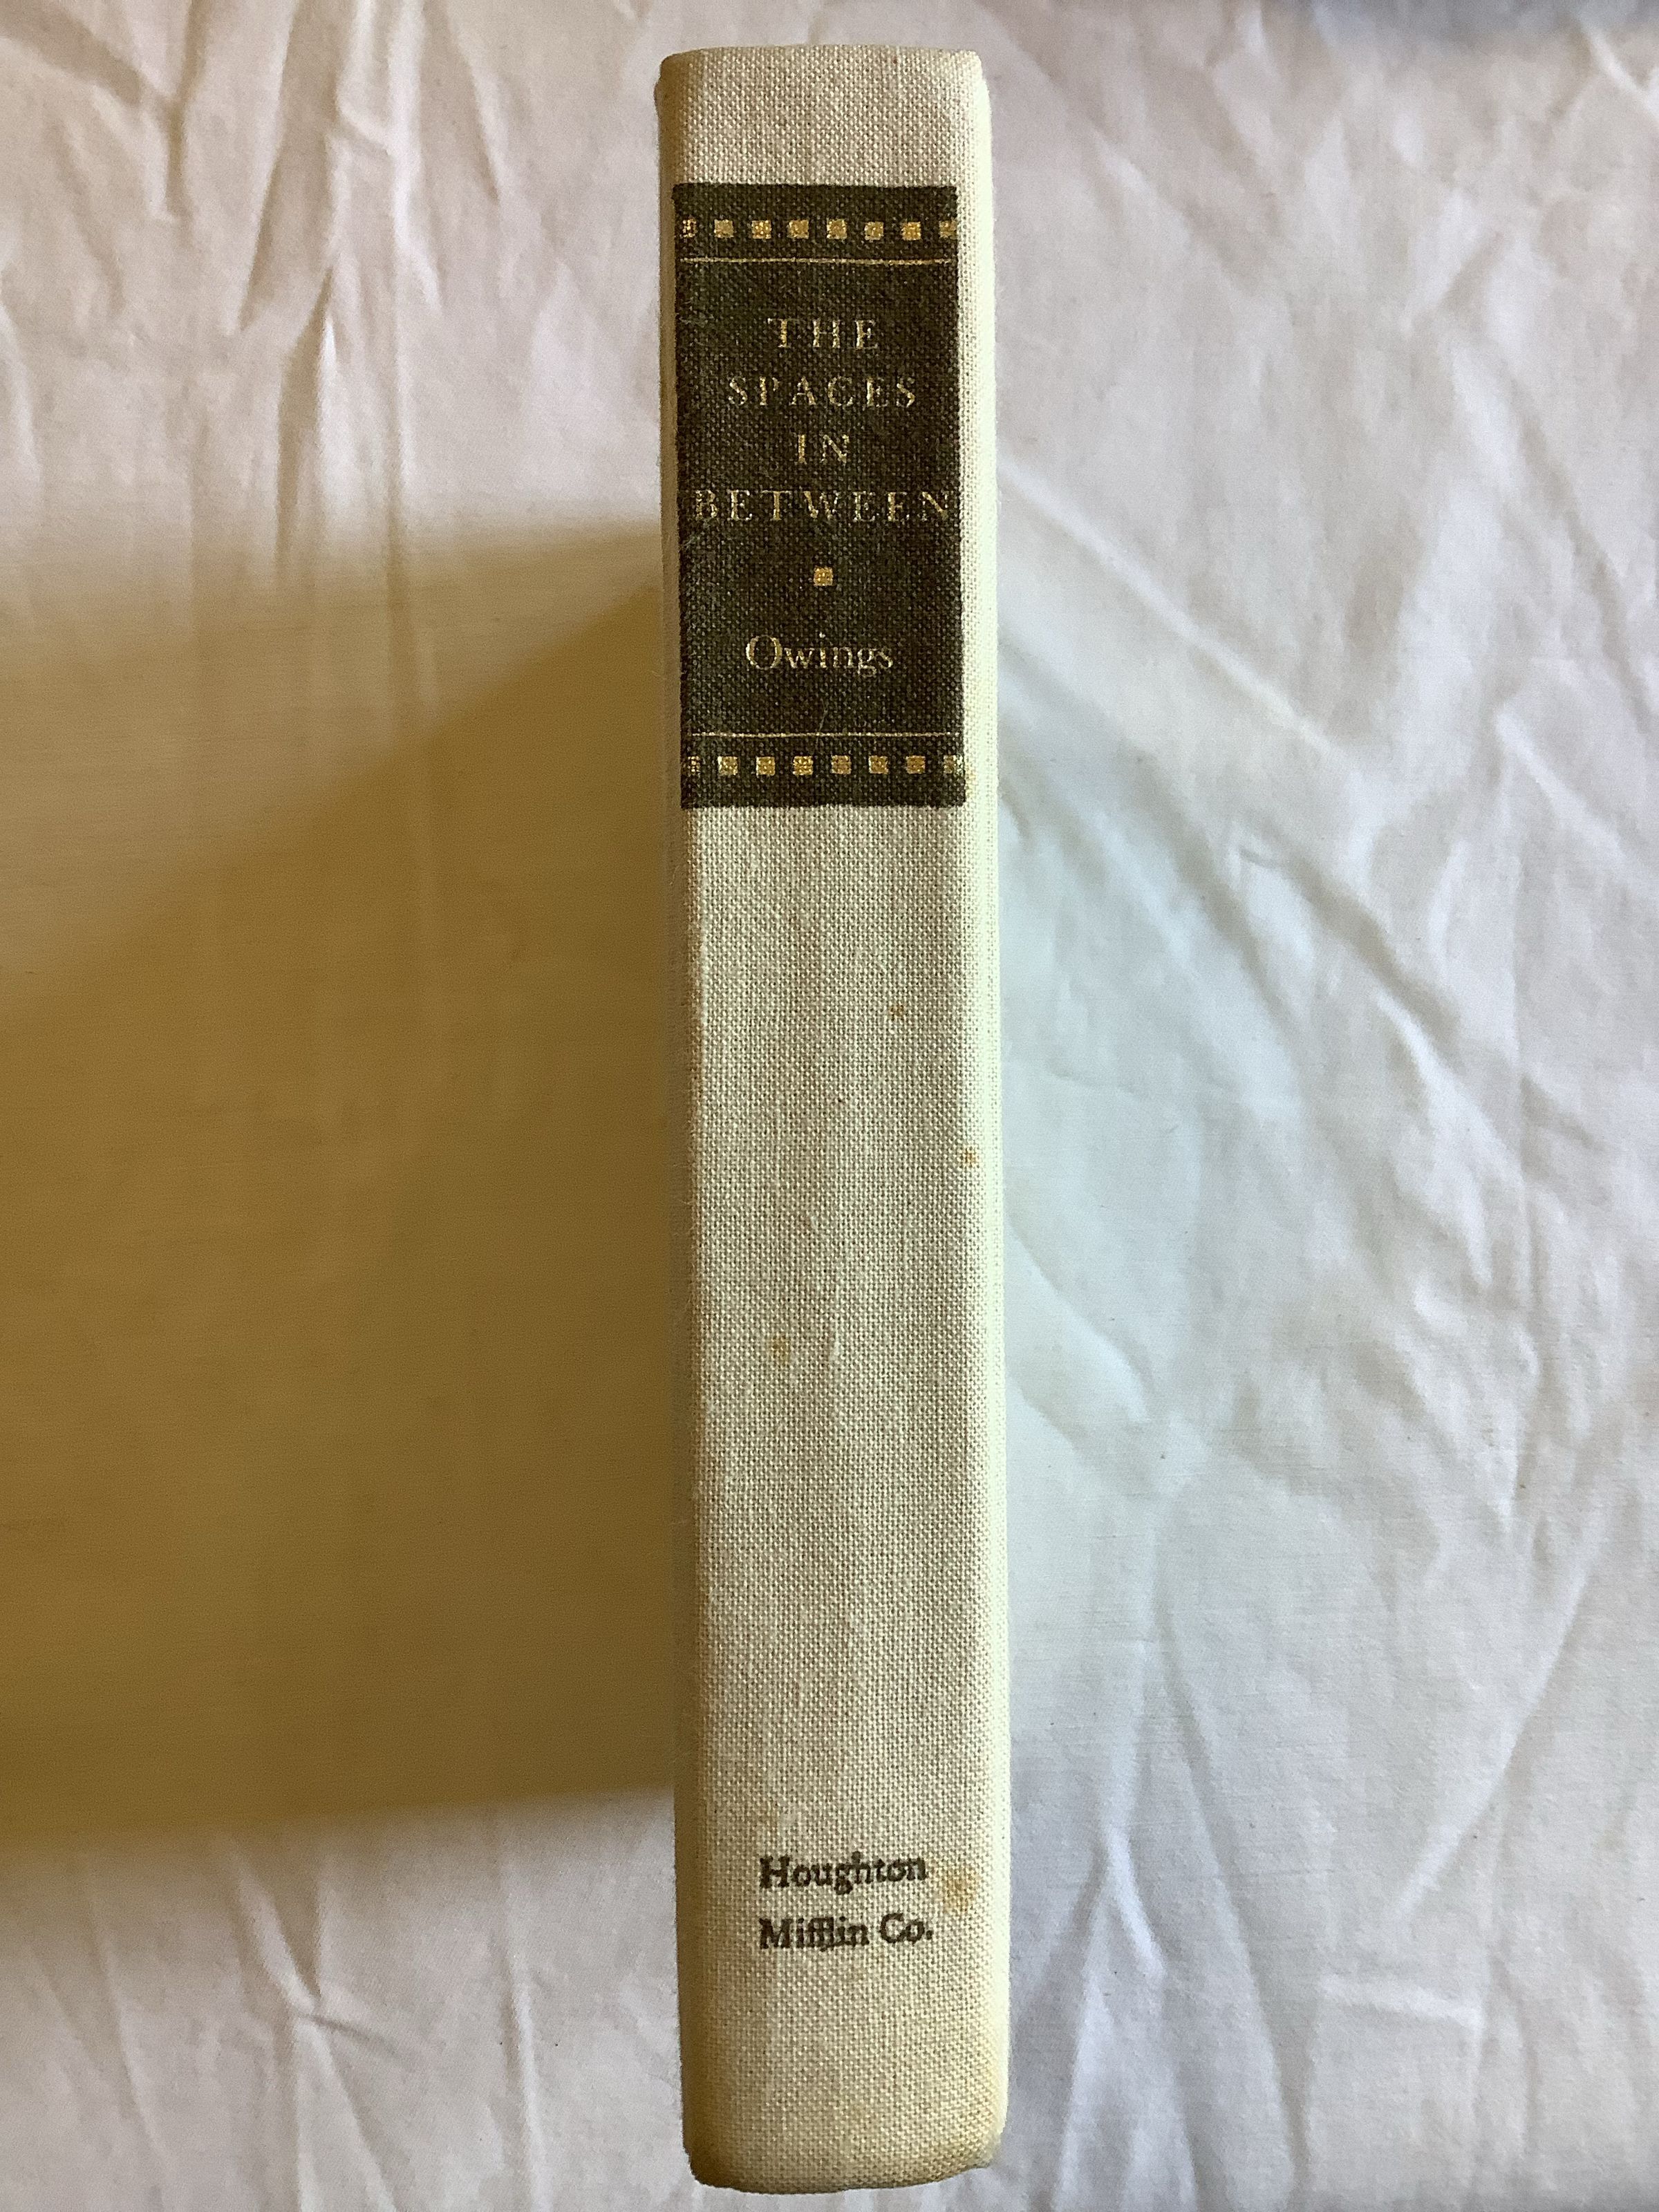 THE
SPACES
IN
BETWEEN
Owings
Houghton
Mifflin Co.